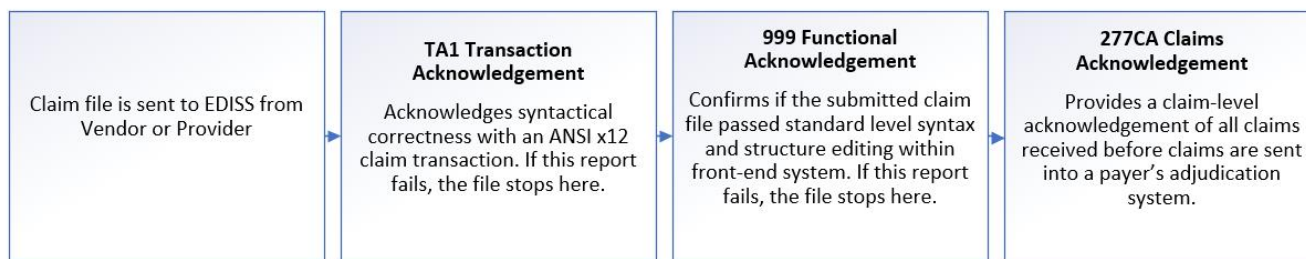 Claim file is sent to EDISS from
Vendor or Provider
TA1 Transaction
Acknowledgement
Acknowledges syntactical
correctness with an ANSI x12
claim transaction. If this report
fails, the file stops here.
999 Functional
Acknowledgement
Confirms if the submitted claim
file passed standard level syntax
and structure editing within
front-end system. If this report
fails, the file stops here.
277CA Claims
Acknowledgement
Provides a claim-level
acknowledgement of all claims
received before claims are sent
into a payer’s adjudication
system.